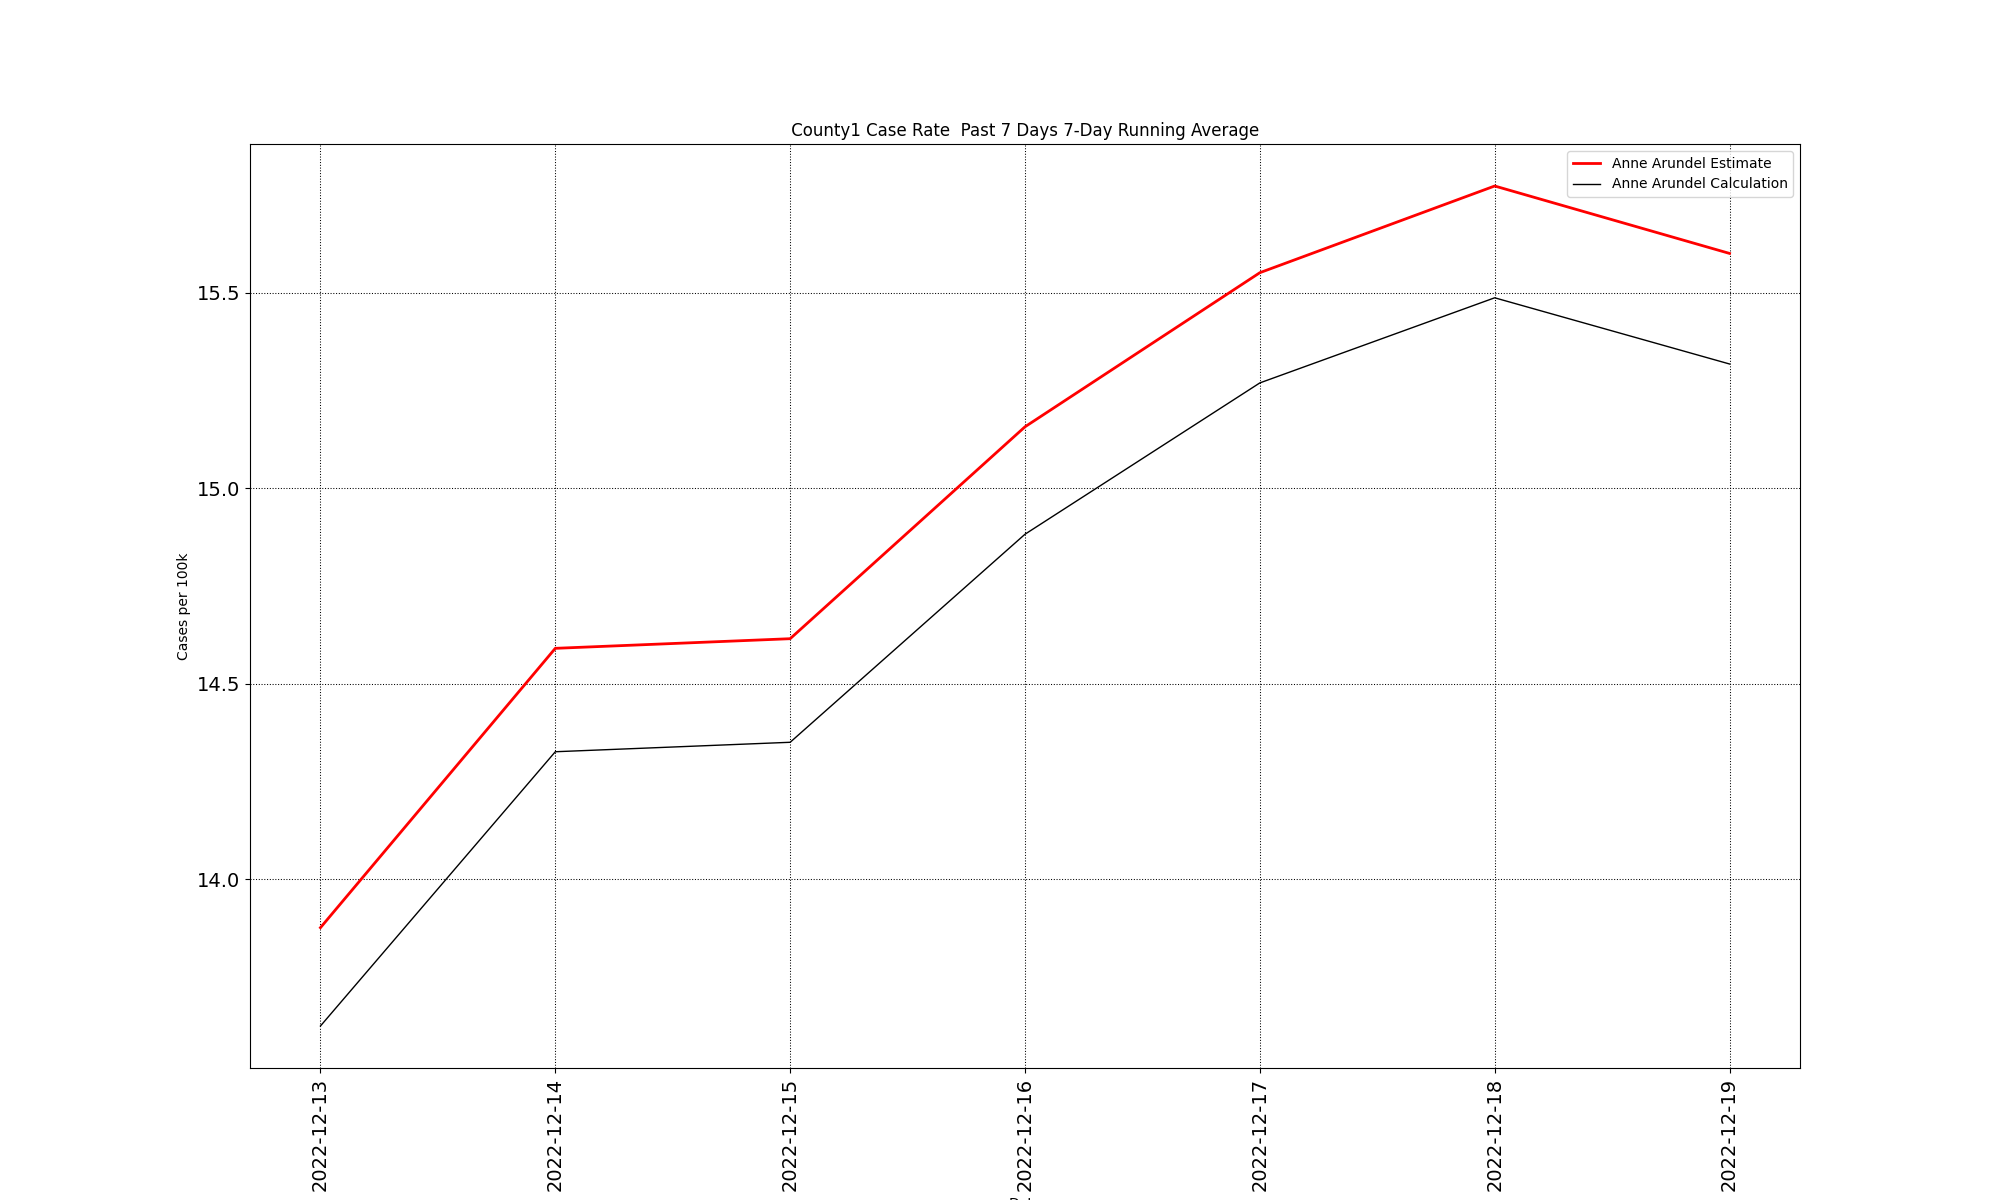 County1 Case Rate  Past 7 Days 7-Day Running Average
Anne Arundel Estimate
Anne Arundel Calculation
15.5
15.0
14.5
14.0
Cases per 100k
2022-12-13
2022-12-14
2022-12-15
2022-12-16
2022-12-17
2022-12-18
2022-12-19